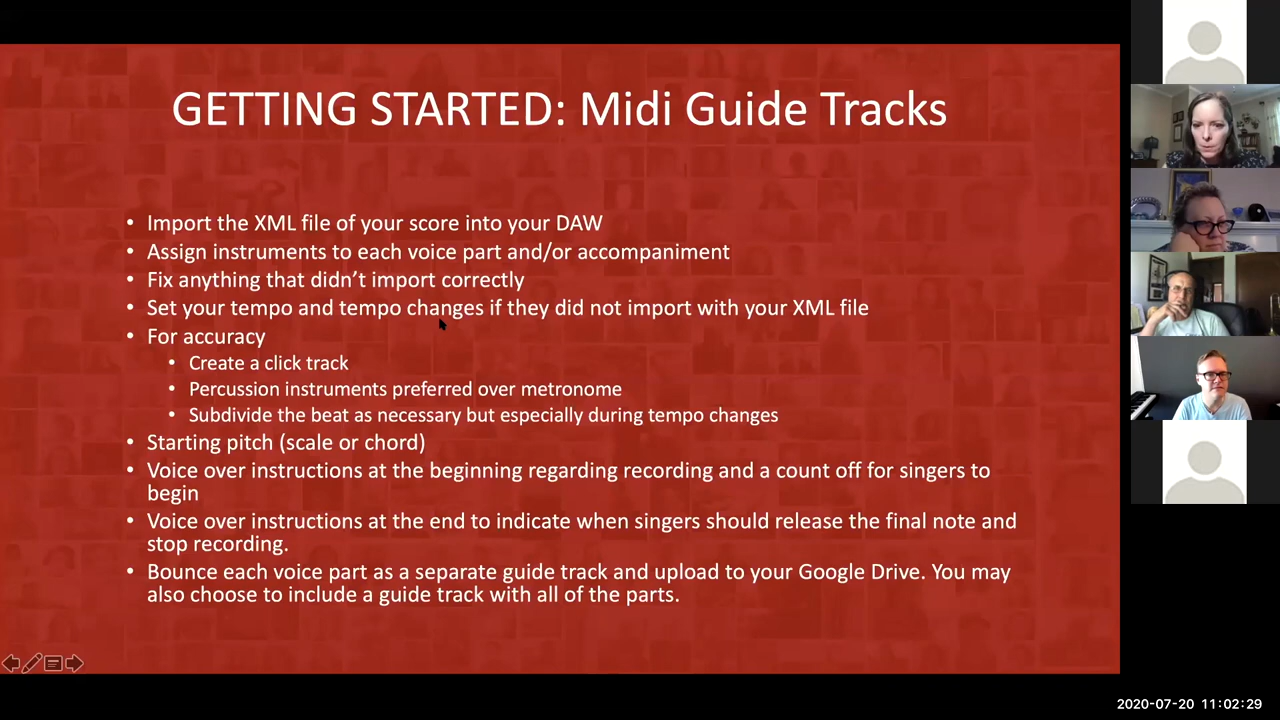 GETTING STARTED: Midi Guide Tracks
• Import the XML file of your score into your DAW
• Assign instruments to each voice part and/or accompaniment
• Fix anything that didn’t import correctly
• Set your tempo and tempo changes if they did not import with your XML file
• For accuracy
• Create a click track
• Percussion instruments preferred over metronome
• Subdivide the beat as necessary but especially during tempo changes
• Starting pitch (scale or chord)
• Voice over instructions at the beginning regarding recording and a count off for singers to
begin
• Voice over instructions at the end to indicate when singers should release the final note and
stop recording.
• Bounce each voice part as a separate guide track and upload to your Google Drive. You may
also choose to include a guide track with all of the parts.
2020-07-20 11:02:29